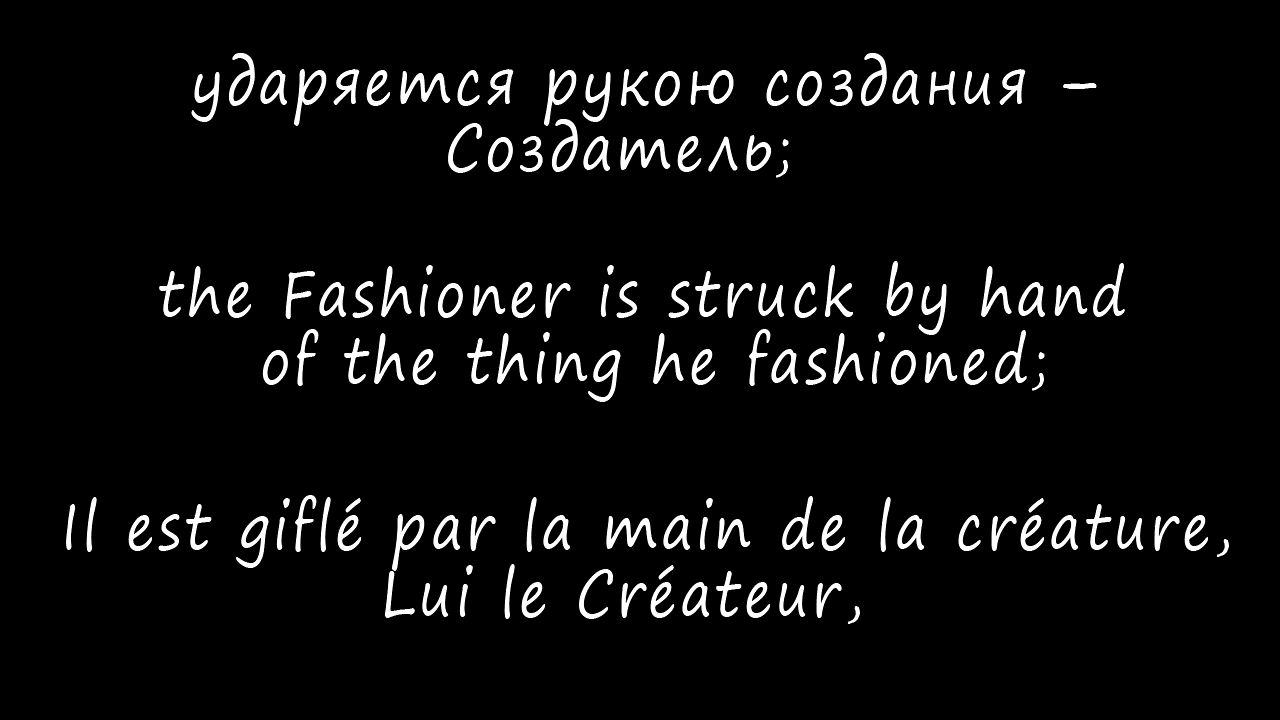 ударяется рукою создания –
Создатель;
the Fashioner is struck by hand
of the thing he fashioned;
Il est giflé par la main de la créature,
Lui le Créateur,